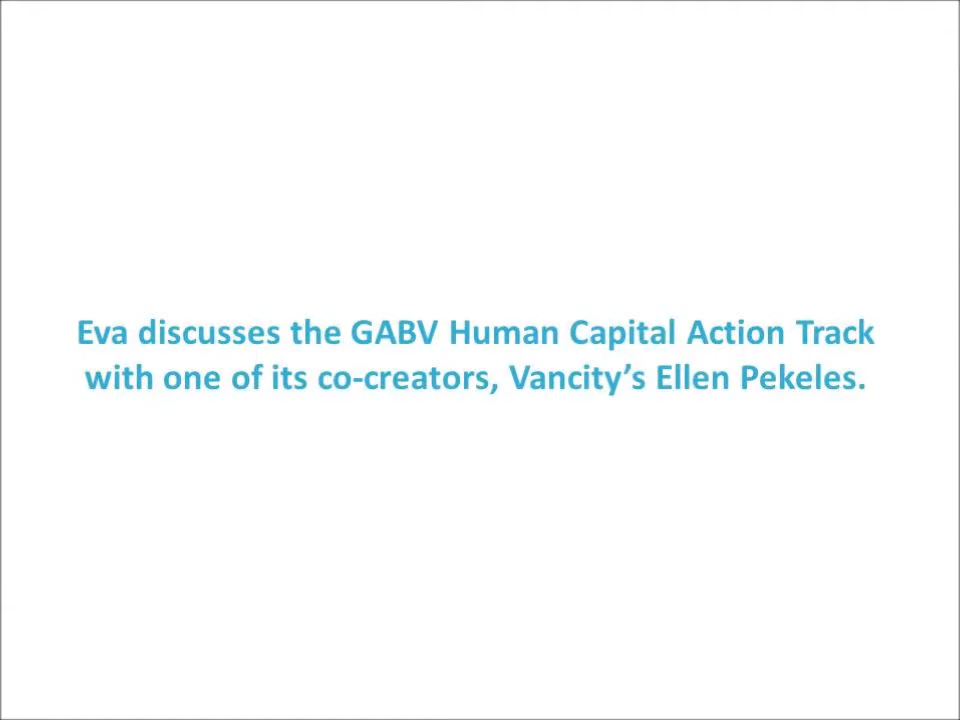 Eva discusses the GABV Human Capital Action Track
with one of its co-creators, Vancity’s Ellen Pekeles.